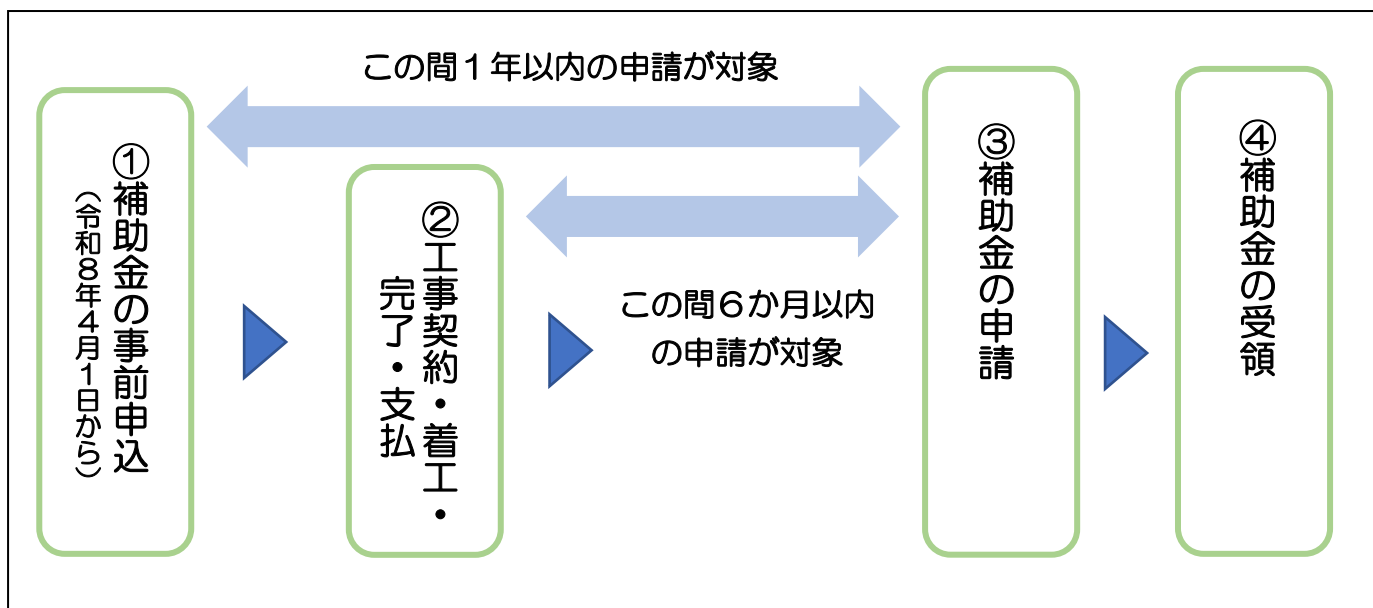 この間１年以内の申請が対象
①補助金の事前申込
（令和８年４月１日から）
②工事契約・着工・
完了・支払
この間６か月以内
の申請が対象
③補助金の申請
④補助金の受領